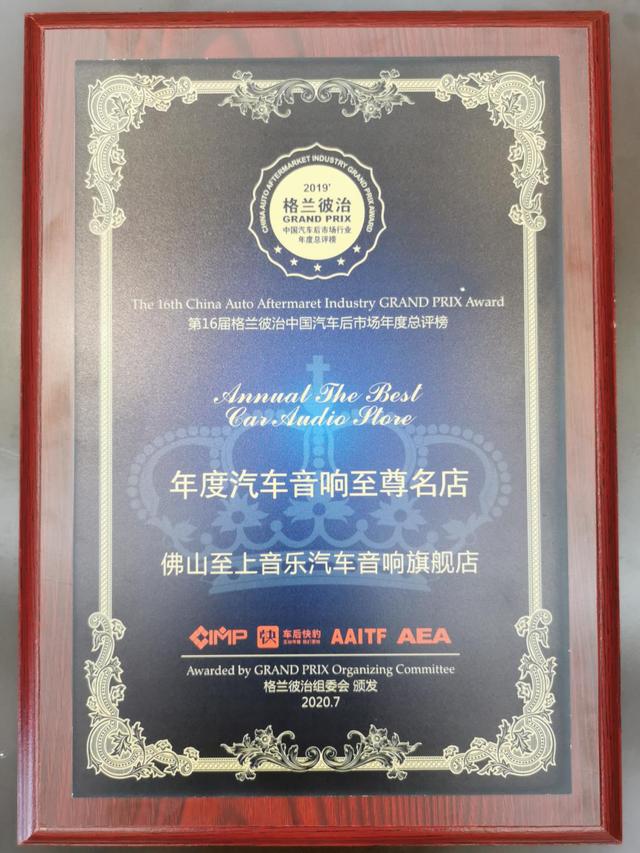 CHINA AUTO AFTERMARKET INDUSTRY GRAND PRIX AWARD
2019'
格兰彼治
GRAND PRIX
中国汽车后市场行业
年度总评榜
The 16th China Auto Aftermaret Industry GRAND PRIX Award
第16届格兰彼治中国汽车后市场年度总评榜
Annual The Best
Car Audio Store
年度汽车音响至尊名店
佛山至上音乐汽车音响旗舰店
CIMP 快 车后快豹 AAITF AEA
Awarded by GRAND PRIX Organizing Committee
格兰彼治组委会 颁发
2020.7